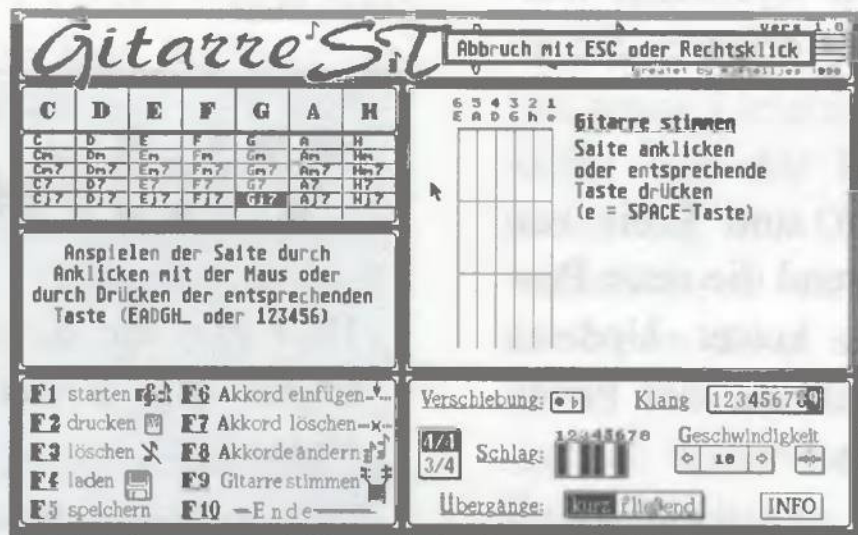 Gitarre ST
Vers 1.0
Abbruch mit ESC oder Rechtsklick
C D E F G A H
C D E F G A H
Cm Dm Em Fm Gm Am Hm
Cm7 Dm7 Em7 Fm7 Gm7 Am7 Hm7
C7 D7 E7 F7 G7 A7 H7
Cj7 Dj7 Ej7 Fj7 Gj7 Aj7 Hj7
6 5 4 3 2 1
E A D G h e
Gitarre stimmen
Saite anklicken
oder entsprechende
Taste drücken
(e = SPACE-Taste)
Anspielen der Saite durch
Anklicken mit der Maus oder
durch Drücken der entsprechenden
Taste (EADGH_ oder 123456)
F1 starten
F2 drucken
F3 löschen
F4 laden
F5 speichern
F6 Akkord einfügen
F7 Akkord löschen
F8 Akkorde ändern
F9 Gitarre stimmen
F10 Ende
Verschiebung: Klang 1234567890
4/4
3/4
Schlag: 12345678
Geschwindigkeit
10
Übergänge: kurz fließend INFO